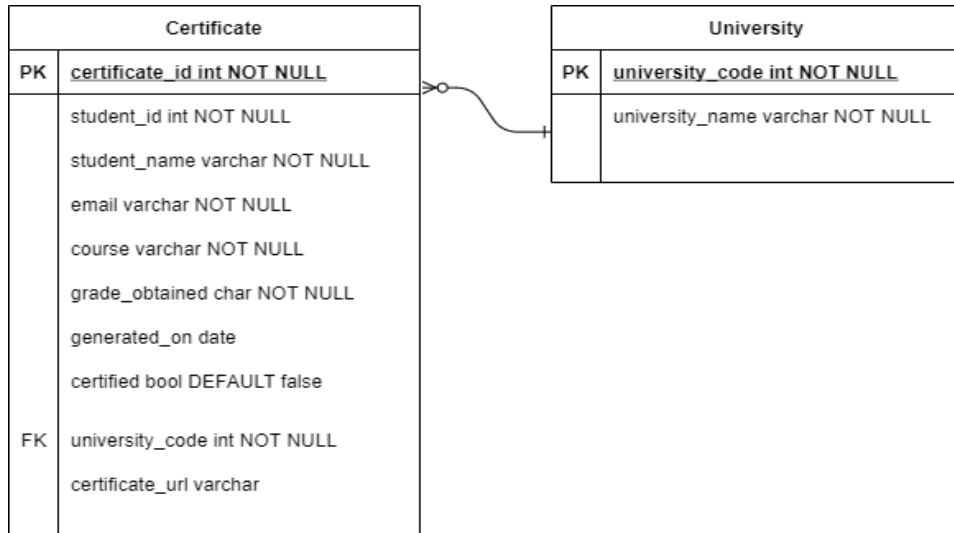 Certificate
PK certificate_id int NOT NULL
student_id int NOT NULL
student_name varchar NOT NULL
email varchar NOT NULL
course varchar NOT NULL
grade_obtained char NOT NULL
generated_on date
certified bool DEFAULT false
FK university_code int NOT NULL
certificate_url varchar
University
PK university_code int NOT NULL
university_name varchar NOT NULL